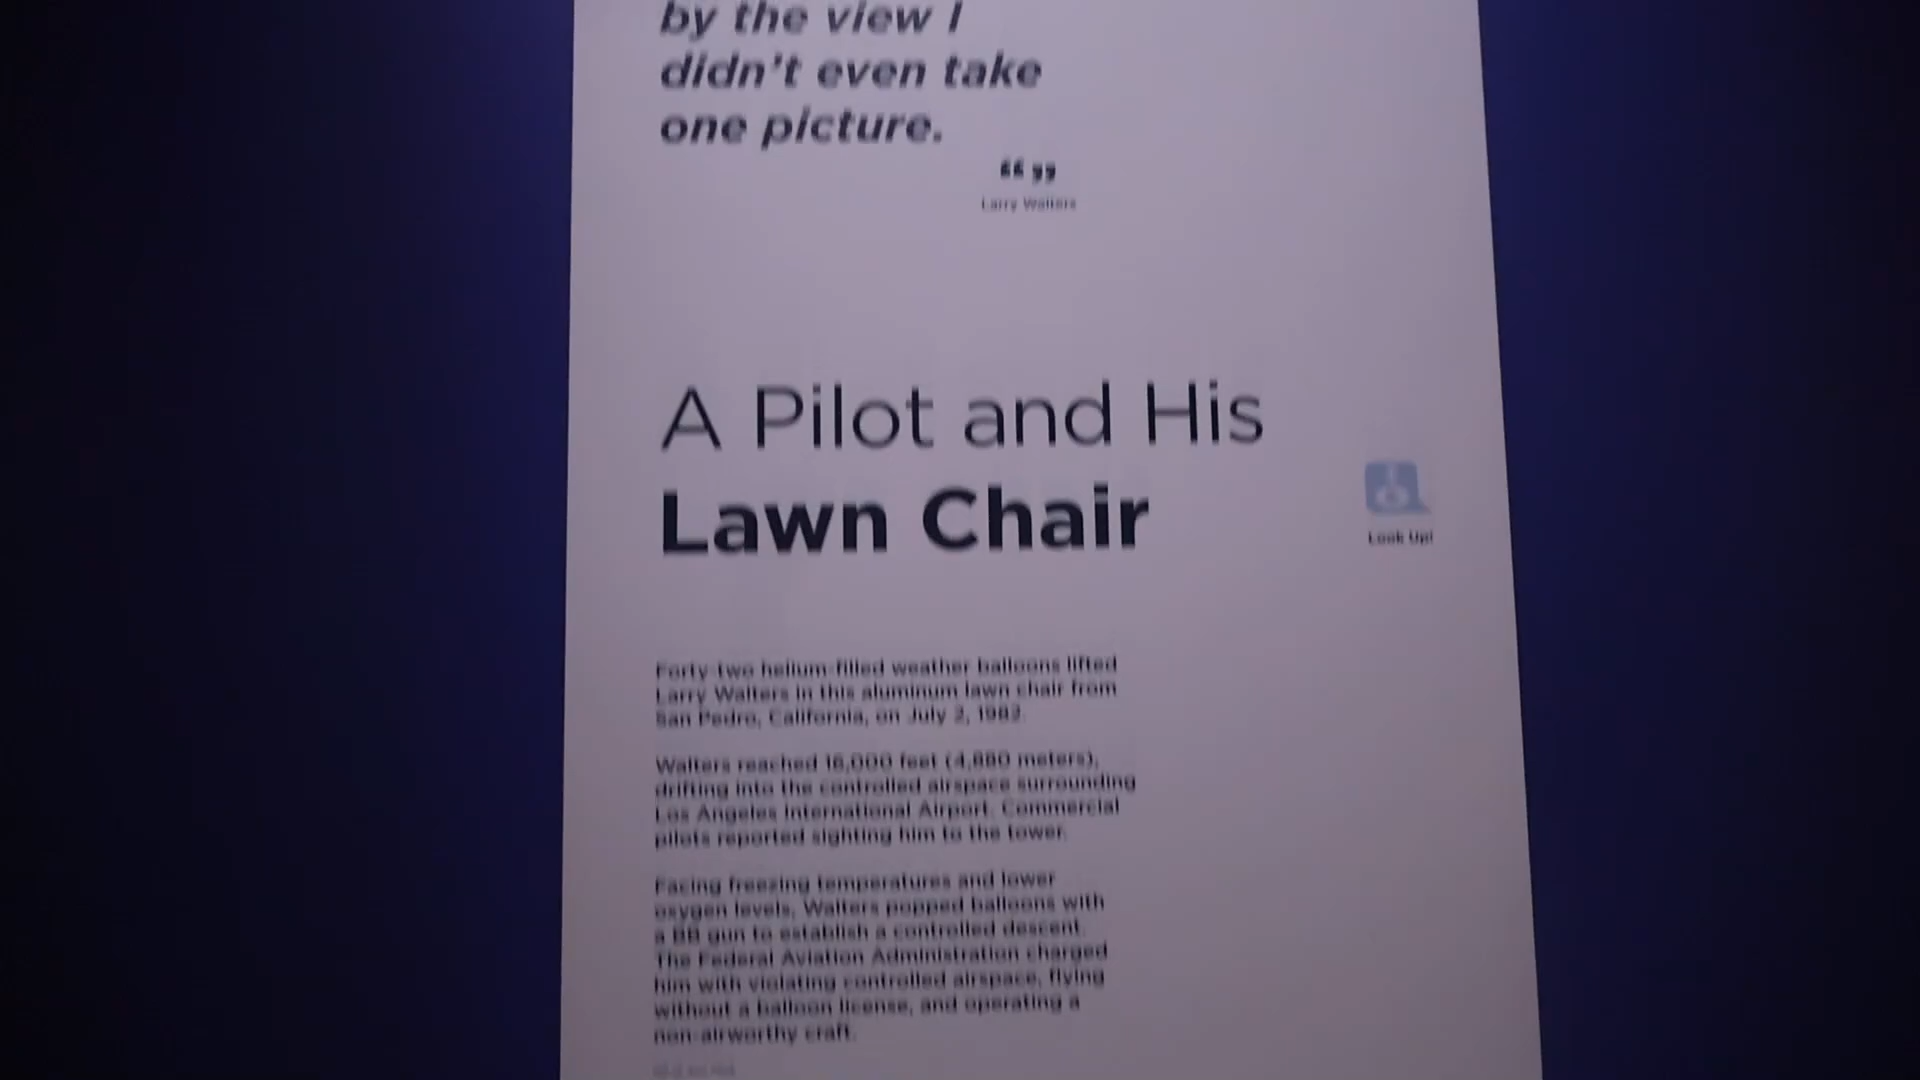 by the view I
didn't even take
one picture.
“ ”
Larry Walters
A Pilot and His
Lawn Chair
Look Up!
Forty-two helium-filled weather balloons lifted
Larry Walters in this aluminum lawn chair from
San Pedro, California, on July 2, 1982.
Walters reached 16,000 feet (4,880 meters),
drifting into the controlled airspace surrounding
Los Angeles International Airport. Commercial
pilots reported sighting him to the tower.
Facing freezing temperatures and lower
oxygen levels, Walters popped balloons with
a BB gun to establish a controlled descent.
The Federal Aviation Administration charged
him with violating controlled airspace, flying
without a balloon license, and operating a
non-airworthy craft.